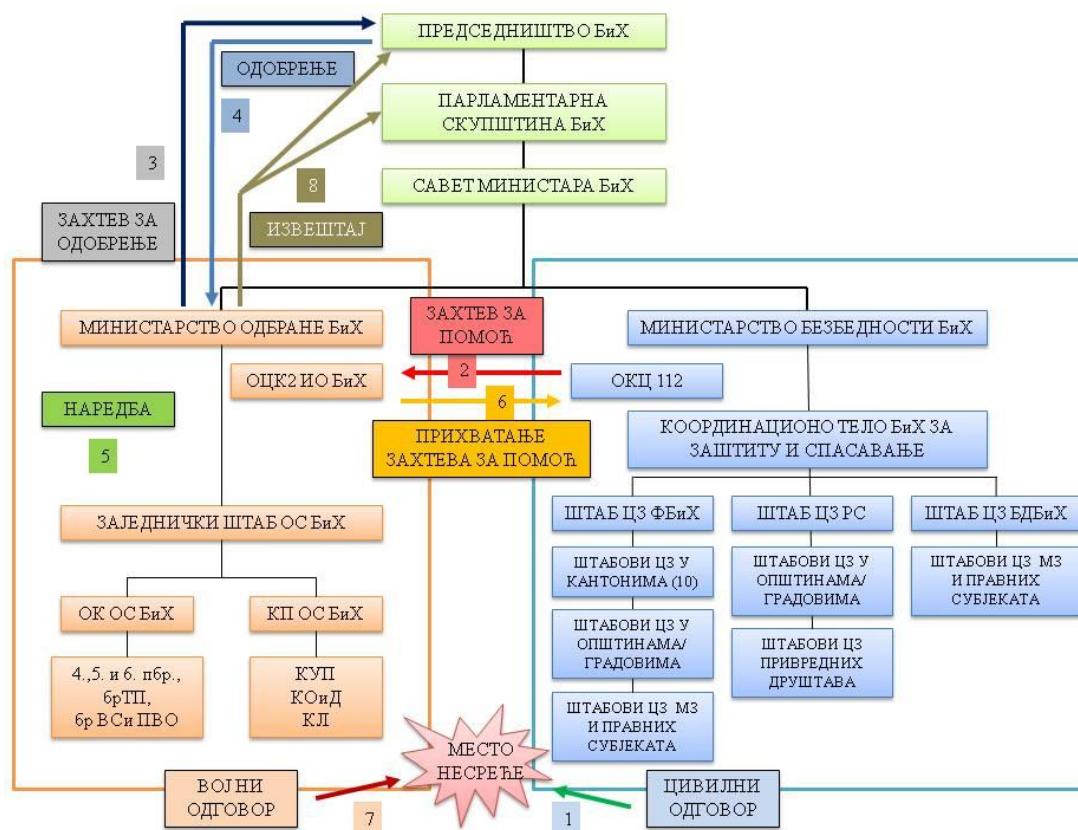 ПРЕДСЕДНИШТВО БиХ
ОДОБРЕЊЕ
4
ПАРЛАМЕНТАРНА
СКУПШТИНА БиХ
3
8
САВЕТ МИНИСТАРА БиХ
ЗАХТЕВ ЗА
ОДОБРЕЊЕ
ИЗВЕШТАЈ
МИНИСТАРСТВО ОДБРАНЕ БиХ
ЗАХТЕВ ЗА
ПОМОЋ
МИНИСТАРСТВО БЕЗБЕДНОСТИ БиХ
ОЦК2 ИО БиХ
2
ОКЦ 112
НАРЕДБА
5
6
ПРИХВАТАЊЕ
ЗАХТЕВА ЗА ПОМОЋ
КООРДИНАЦИОНО ТЕЛО БиХ ЗА
ЗАШТИТУ И СПАСАВАЊЕ
ЗАЈЕДНИЧКИ ШТАБ ОС БиХ
ШТАБ ЦЗ ФБиХ
ШТАБ ЦЗ РС
ШТАБ ЦЗ БДБиХ
ШТАБОВИ ЦЗ У
КАНТОНИМА (10)
ШТАБОВИ ЦЗ У
ОПШТИНАМА/
ГРАДОВИМА
ШТАБОВИ ЦЗ МЗ
И ПРАВНИХ
СУБЈЕКАТА
ОК ОС БиХ
КП ОС БиХ
ШТАБОВИ ЦЗ У
ОПШТИНАМА/
ГРАДОВИМА
ШТАБОВИ ЦЗ
ПРИВРЕДНИХ
ДРУШТАВА
4.,5. и 6. пбр.,
брТП,
бр ВСи ПВО
КУП
КОиД
КЛ
ШТАБОВИ ЦЗ МЗ
И ПРАВНИХ
СУБЈЕКАТА
МЕСТО
НЕСРЕЋЕ
ВОЈНИ
ОДГОВОР
7
1
ЦИВИЛНИ
ОДГОВОР